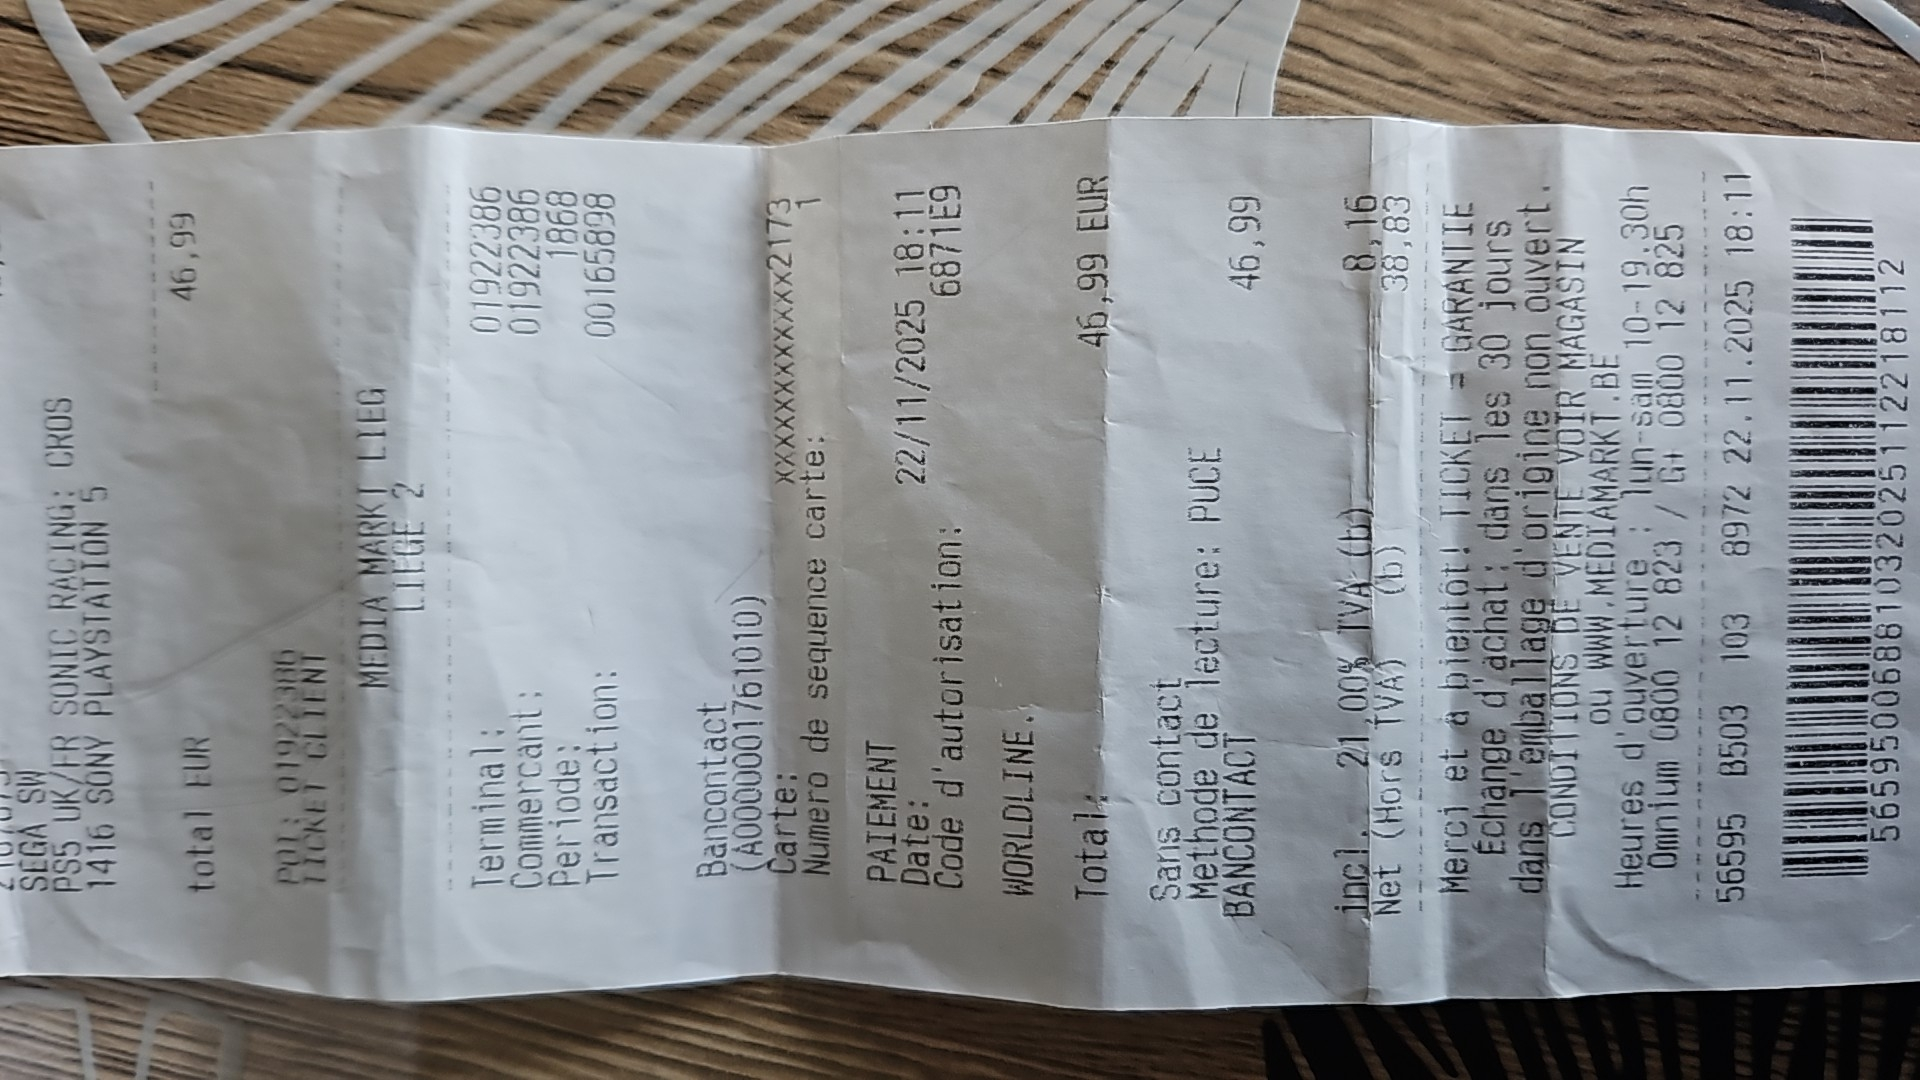 SEGA SW
PS5 UK/FR SONIC RACING: CROS
1416 SONY PLAYSTATION 5
total EUR 46,99
POI: 01922386
TICKET CLIENT
MEDIA MARKT LIEG
LIEGE 2
Terminal: 01922386
Commercant: 01922386
Periode: 1868
Transaction: 00165898
Bancontact
(A0000001761010)
Carte: xxxxxxxxxxxxxxx2173
Numero de sequence carte: 1
PAIEMENT
Date: 22/11/2025 18:11
Code d'autorisation: 6871E9
WORLDLINE.
Total: 46,99 EUR
Sans contact
Methode de lecture: PUCE
BANCONTACT 46,99
incl. 21,00% TVA (b) 8,16
Net (Hors TVA) (b) 38,83
Merci et à bientôt! TICKET = GARANTIE
Échange d'achat: dans les 30 jours
dans l'emballage d'origine non ouvert.
CONDITIONS DE VENTE VOIR MAGASIN
OU WWW.MEDIAMARKT.BE
Heures d'ouverture : lun-sam 10-19.30h
Omnium 0800 12 823 / G+ 0800 12 825
56595 B503 103 8972 22.11.2025 18:11
5659500688103202511221811 2